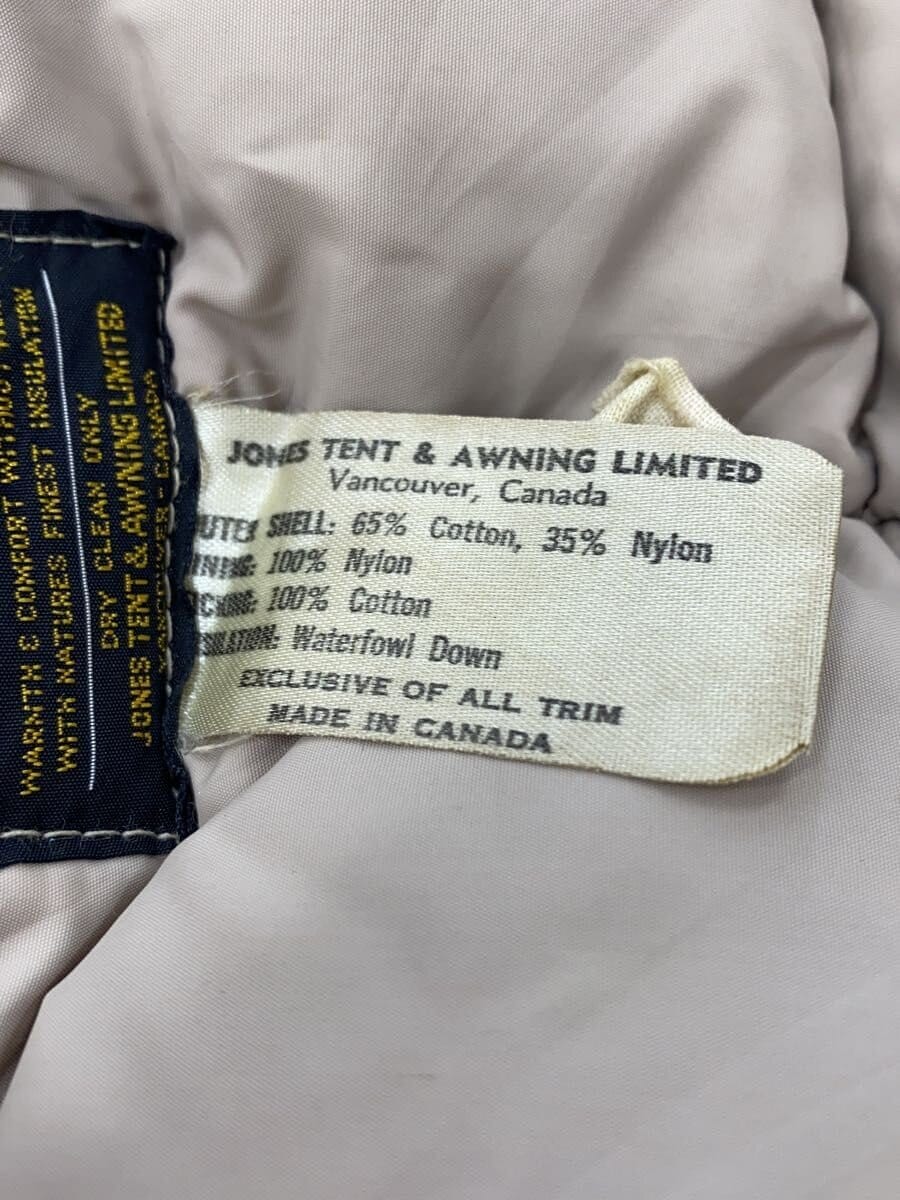 WARMTH & COMFORT WITHOUT
WITH NATURES FINEST INSULATION
DRY CLEAN ONLY
JONES TENT & AWNING LIMITED
JONES TENT & AWNING LIMITED
Vancouver, Canada
OUTER SHELL: 65% Cotton, 35% Nylon
100% Nylon
100% Cotton
Waterfowl Down
EXCLUSIVE OF ALL TRIM
MADE IN CANADA